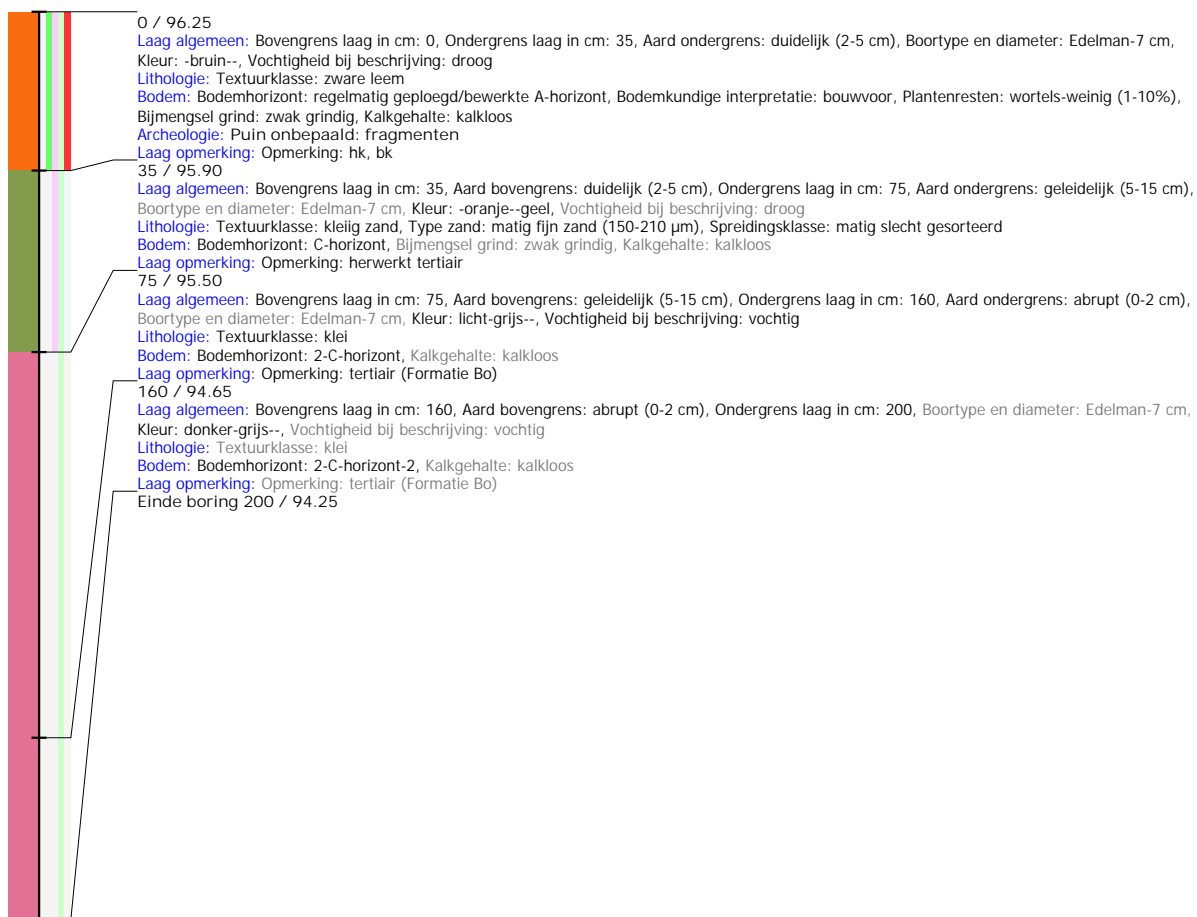 0 / 96.25
Laag algemeen: Bovengrens laag in cm: 0, Ondergrens laag in cm: 35, Aard ondergrens: duidelijk (2-5 cm), Boortype en diameter: Edelman-7 cm,
Kleur: -bruin--, Vochtigheid bij beschrijving: droog
Lithologie: Textuurklasse: zware leem
Bodem: Bodemhorizont: regelmatig geploegd/bewerkte A-horizont, Bodemkundige interpretatie: bouwvoor, Plantenresten: wortels-weinig (1-10%),
Bijmengsel grind: zwak grindig, Kalkgehalte: kalkloos
Archeologie: Puin onbepaald: fragmenten
Laag opmerking: Opmerking: hk, bk
35 / 95.90
Laag algemeen: Bovengrens laag in cm: 35, Aard bovengrens: duidelijk (2-5 cm), Ondergrens laag in cm: 75, Aard ondergrens: geleidelijk (5-15 cm),
Boortype en diameter: Edelman-7 cm, Kleur: -oranje--geel, Vochtigheid bij beschrijving: droog
Lithologie: Textuurklasse: kleiig zand, Type zand: matig fijn zand (150-210 µm), Spreidingsklasse: matig slecht gesorteerd
Bodem: Bodemhorizont: C-horizont, Bijmengsel grind: zwak grindig, Kalkgehalte: kalkloos
Laag opmerking: Opmerking: herwerkt tertiair
75 / 95.50
Laag algemeen: Bovengrens laag in cm: 75, Aard bovengrens: geleidelijk (5-15 cm), Ondergrens laag in cm: 160, Aard ondergrens: abrupt (0-2 cm),
Boortype en diameter: Edelman-7 cm, Kleur: licht-grijs--, Vochtigheid bij beschrijving: vochtig
Lithologie: Textuurklasse: klei
Bodem: Bodemhorizont: 2-C-horizont, Kalkgehalte: kalkloos
Laag opmerking: Opmerking: tertiair (Formatie Bo)
160 / 94.65
Laag algemeen: Bovengrens laag in cm: 160, Aard bovengrens: abrupt (0-2 cm), Ondergrens laag in cm: 200, Boortype en diameter: Edelman-7 cm,
Kleur: donker-grijs--, Vochtigheid bij beschrijving: vochtig
Lithologie: Textuurklasse: klei
Bodem: Bodemhorizont: 2-C-horizont-2, Kalkgehalte: kalkloos
Laag opmerking: Opmerking: tertiair (Formatie Bo)
Einde boring 200 / 94.25